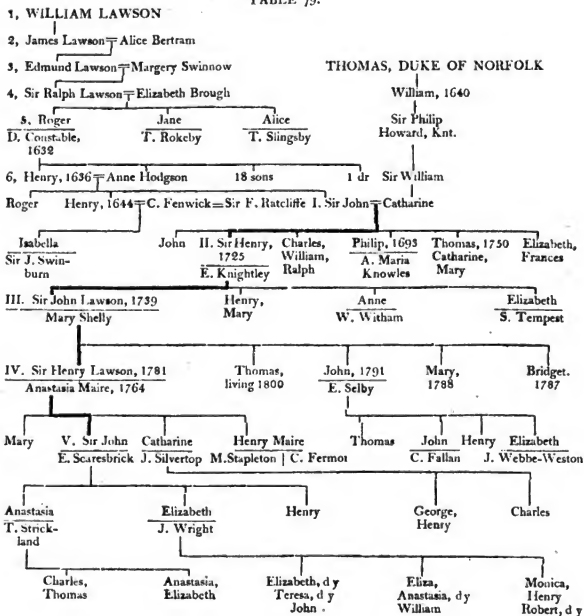 TABLE 79.
1, WILLIAM LAWSON
2, James Lawson Alice Bertram
3, Edmund Lawson Margery Swinnow THOMAS, DUKE OF NORFOLK
4, Sir Ralph Lawson Elizabeth Brough William, 1640
5. Roger Jane Alice Sir Philip
D. Constable, T. Rokeby T. Slingsby Howard, Knt.
1632
6, Henry, 1636 Anne Hodgson 18 sons 1 dr Sir William
Roger Henry, 1644 C. Fenwick = Sir F. Ratcliffe I. Sir John Catharine
Isabella John II. Sir Henry, Charles, Philip, 1693 Thomas, 1750 Elizabeth,
Sir J. Swin- 1725 William, A. Maria Catharine, Frances
burn E. Knightley Ralph Knowles Mary
III. Sir John Lawson, 1739 Henry, Anne Elizabeth
Mary Shelly Mary W. Witham S. Tempest
IV. Sir Henry Lawson, 1781 Thomas, John, 1791 Mary, Bridget.
Anastasia Maire, 1764 living 1800 E. Selby 1788 1787
Mary V. Sir John Catharine Henry Maire Thomas John Henry Elizabeth
E. Scaresbrick J. Silvertop M.Stapleton | C. Fermor C. Fallan J. Webbe-Weston
Anastasia Elizabeth Henry George, Charles
T. Strick- J. Wright Henry
land
Charles, Anastasia, Elizabeth, d y Eliza, Monica,
Thomas Elizabeth Teresa, d y Anastasia, d y Henry
John . William Robert, d y